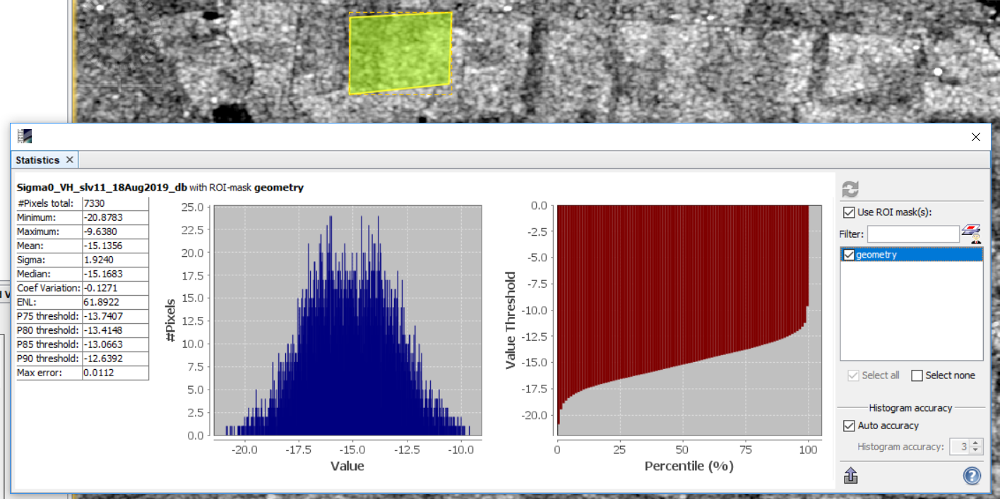 Statistics
Sigma0_VH_slv11_18Aug2019_db with ROI-mask geometry
#Pixels total: 7330
Minimum: -20.8783
Maximum: -9.6380
Mean: -15.1356
Sigma: 1.9240
Median: -15.1683
Coef Variation: -0.1271
ENL: 61.8922
P75 threshold: -13.7407
P80 threshold: -13.4148
P85 threshold: -13.0663
P90 threshold: -12.6392
Max error: 0.0112
25.0
22.5
20.0
17.5
15.0
12.5
10.0
7.5
5.0
2.5
0.0
#Pixels
-20.0 -17.5 -15.0 -12.5 -10.0
Value
0.0
-2.5
-5.0
-7.5
-10.0
-12.5
-15.0
-17.5
-20.0
Value Threshold
0 25 50 75 100
Percentile (%)
Use ROI mask(s):
Filter:
geometry
Select all Select none
Histogram accuracy
Auto accuracy
Histogram accuracy: 3